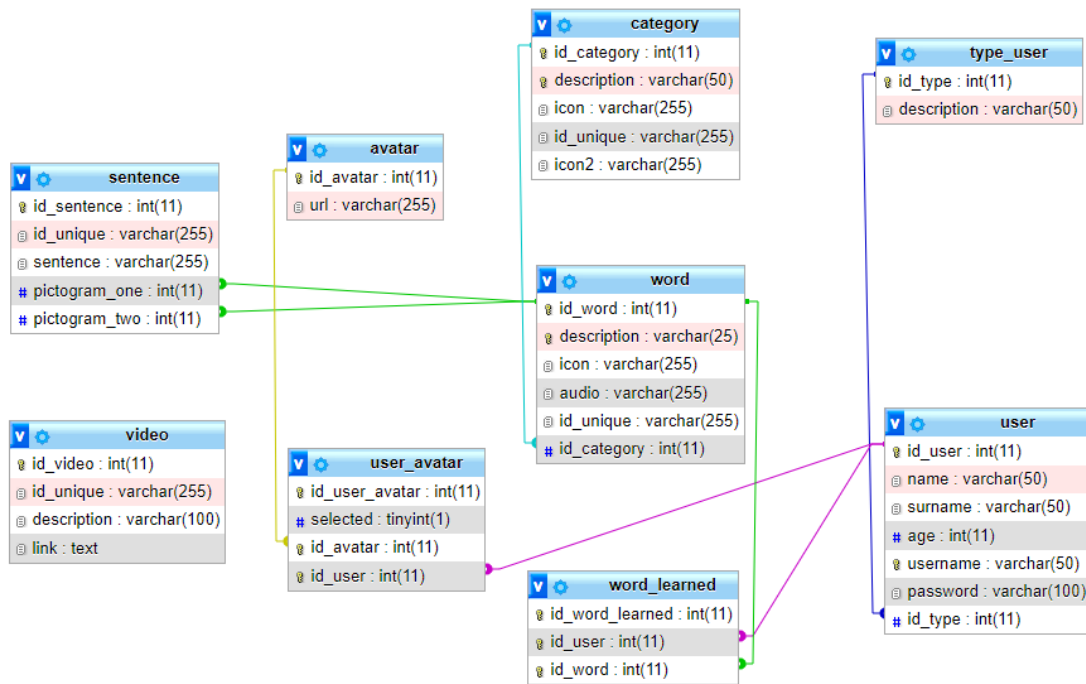 category
id_category : int(11)
description : varchar(50)
icon : varchar(255)
id_unique : varchar(255)
icon2 : varchar(255)
type_user
id_type : int(11)
description : varchar(50)
avatar
id_avatar : int(11)
url : varchar(255)
sentence
id_sentence : int(11)
id_unique : varchar(255)
sentence : varchar(255)
# pictogram_one : int(11)
# pictogram_two : int(11)
word
id_word : int(11)
description : varchar(25)
icon : varchar(255)
audio : varchar(255)
id_unique : varchar(255)
# id_category : int(11)
video
id_video : int(11)
id_unique : varchar(255)
description : varchar(100)
link : text
user_avatar
id_user_avatar : int(11)
# selected : tinyint(1)
id_avatar : int(11)
id_user : int(11)
user
id_user : int(11)
name : varchar(50)
surname : varchar(50)
# age : int(11)
username : varchar(50)
password : varchar(100)
# id_type : int(11)
word_learned
id_word_learned : int(11)
id_user : int(11)
id_word : int(11)